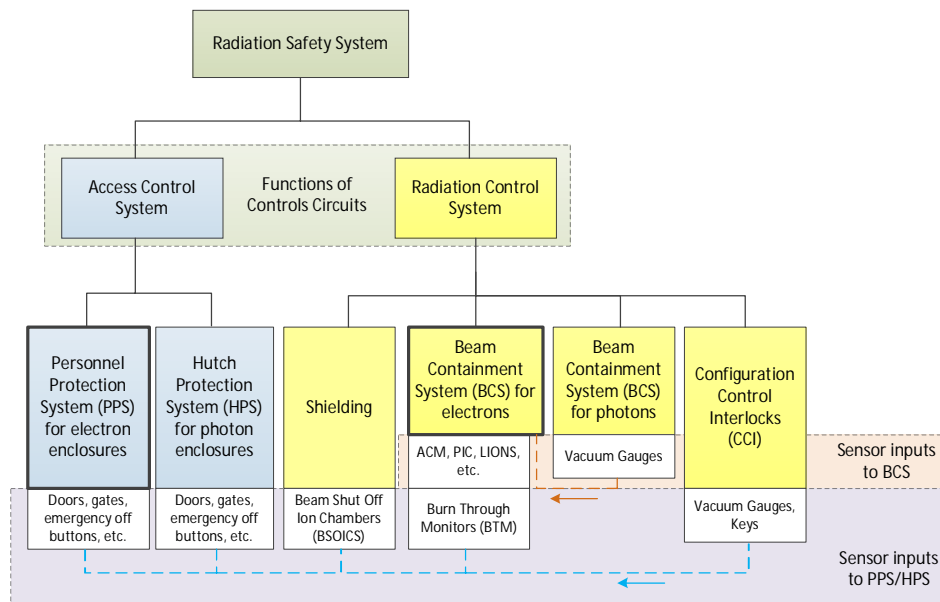 Radiation Safety System
Access Control
System
Functions of
Controls Circuits
Radiation Control
System
Personnel
Protection
System (PPS)
for electron
enclosures
Hutch
Protection
System (HPS)
for photon
enclosures
Shielding
Beam
Containment
System (BCS) for
electrons
Beam
Containment
System (BCS)
for photons
Configuration
Control
Interlocks
(CCI)
ACM, PIC, LIONS,
etc.
Vacuum Gauges
Sensor inputs
to BCS
Doors, gates,
emergency off
buttons, etc.
Doors, gates,
emergency off
buttons, etc.
Beam Shut Off
Ion Chambers
(BSOICS)
Burn Through
Monitors (BTM)
Vacuum Gauges,
Keys
Sensor inputs
to PPS/HPS